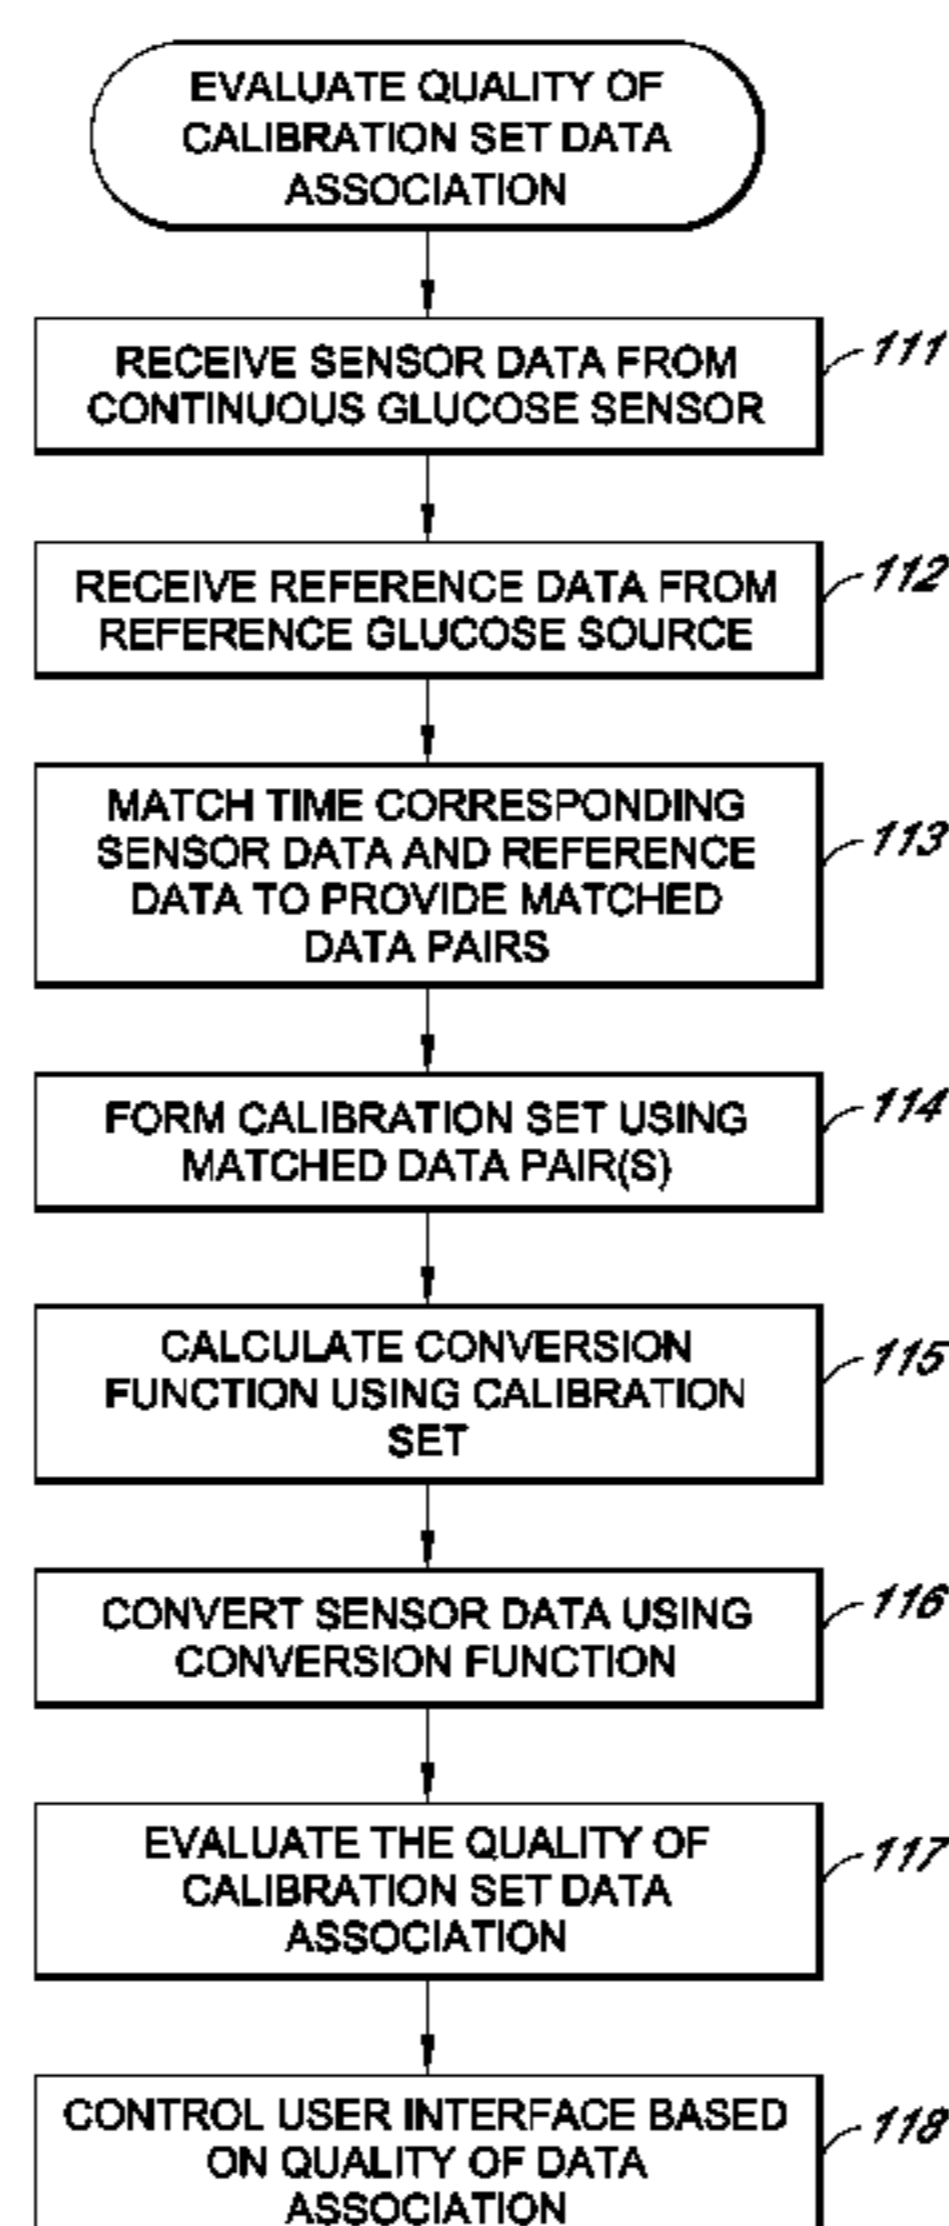 EVALUATE QUALITY OF
CALIBRATION SET DATA
ASSOCIATION
RECEIVE SENSOR DATA FROM
CONTINUOUS GLUCOSE SENSOR
111
RECEIVE REFERENCE DATA FROM
REFERENCE GLUCOSE SOURCE
112
MATCH TIME CORRESPONDING
SENSOR DATA AND REFERENCE
DATA TO PROVIDE MATCHED
DATA PAIRS
113
FORM CALIBRATION SET USING
MATCHED DATA PAIR(S)
114
CALCULATE CONVERSION
FUNCTION USING CALIBRATION
SET
115
CONVERT SENSOR DATA USING
CONVERSION FUNCTION
116
EVALUATE THE QUALITY OF
CALIBRATION SET DATA
ASSOCIATION
117
CONTROL USER INTERFACE BASED
ON QUALITY OF DATA
ASSOCIATION
118